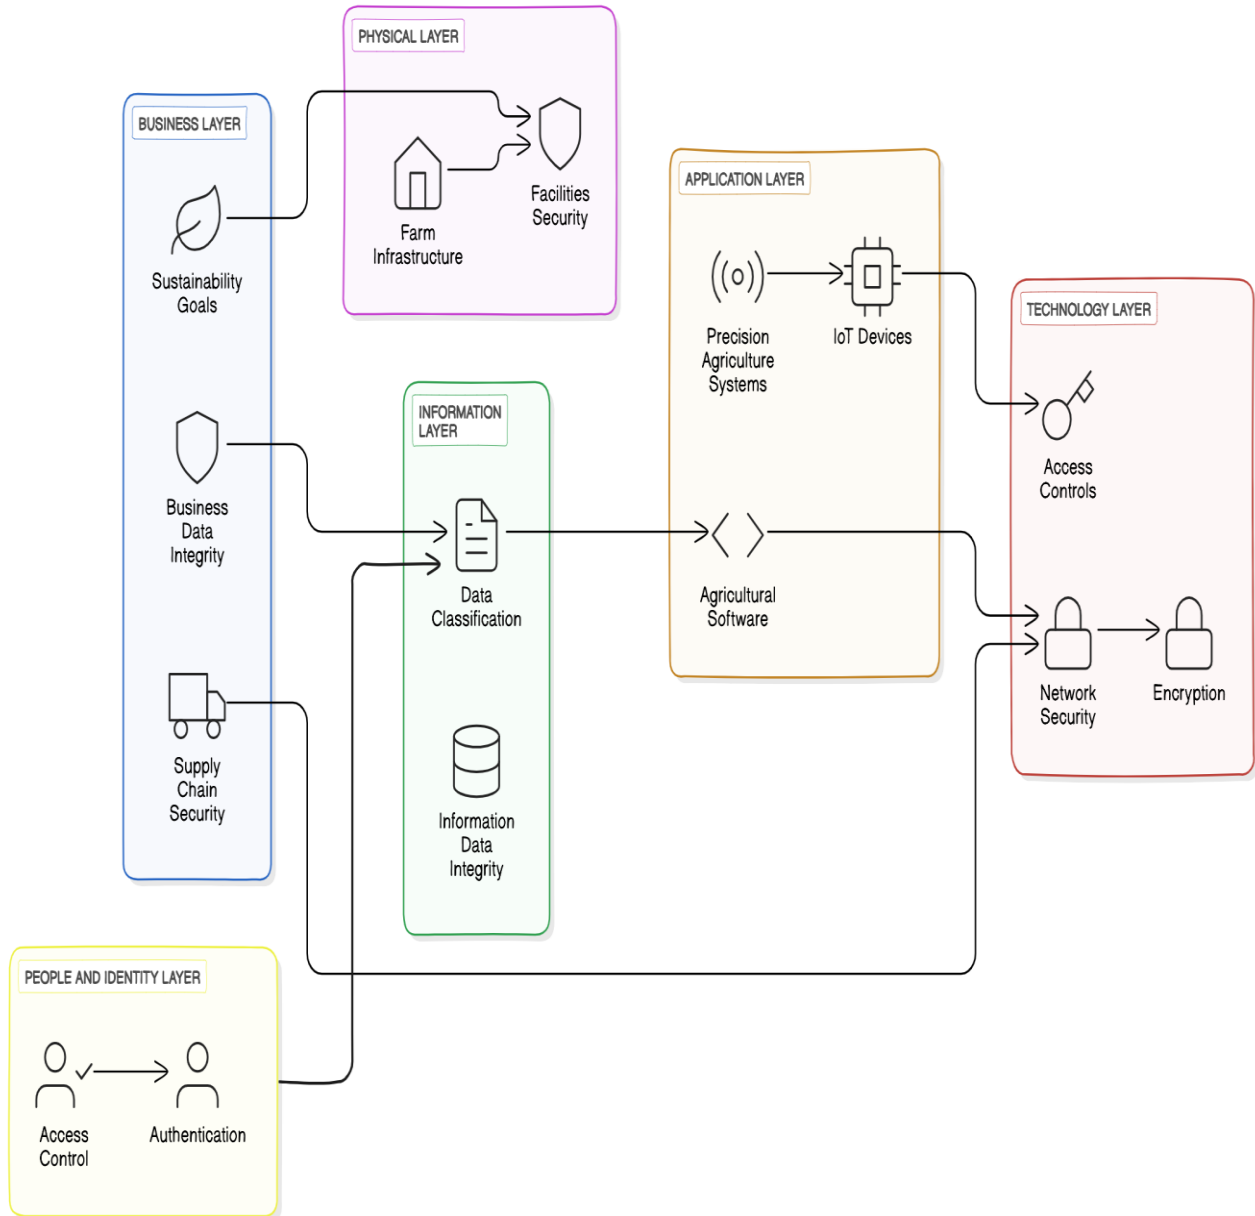 PHYSICAL LAYER
Farm
Infrastructure
Facilities
Security
BUSINESS LAYER
Sustainability
Goals
Business
Data
Integrity
Supply
Chain
Security
INFORMATION
LAYER
Data
Classification
Information
Data
Integrity
APPLICATION LAYER
Precision
Agriculture
Systems
IoT Devices
Agricultural
Software
TECHNOLOGY LAYER
Access
Controls
Network
Security
Encryption
PEOPLE AND IDENTITY LAYER
Access
Control
Authentication